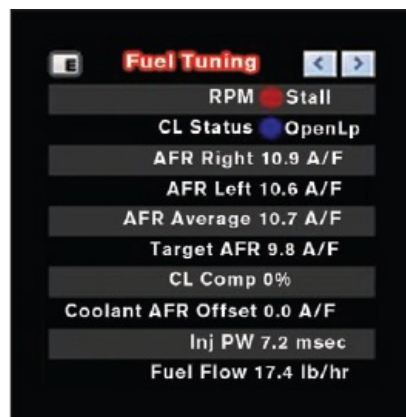 E Fuel Tuning < >
RPM Stall
CL Status OpenLp
AFR Right 10.9 A/F
AFR Left 10.6 A/F
AFR Average 10.7 A/F
Target AFR 9.8 A/F
CL Comp 0%
Coolant AFR Offset 0.0 A/F
Inj PW 7.2 msec
Fuel Flow 17.4 lb/hr